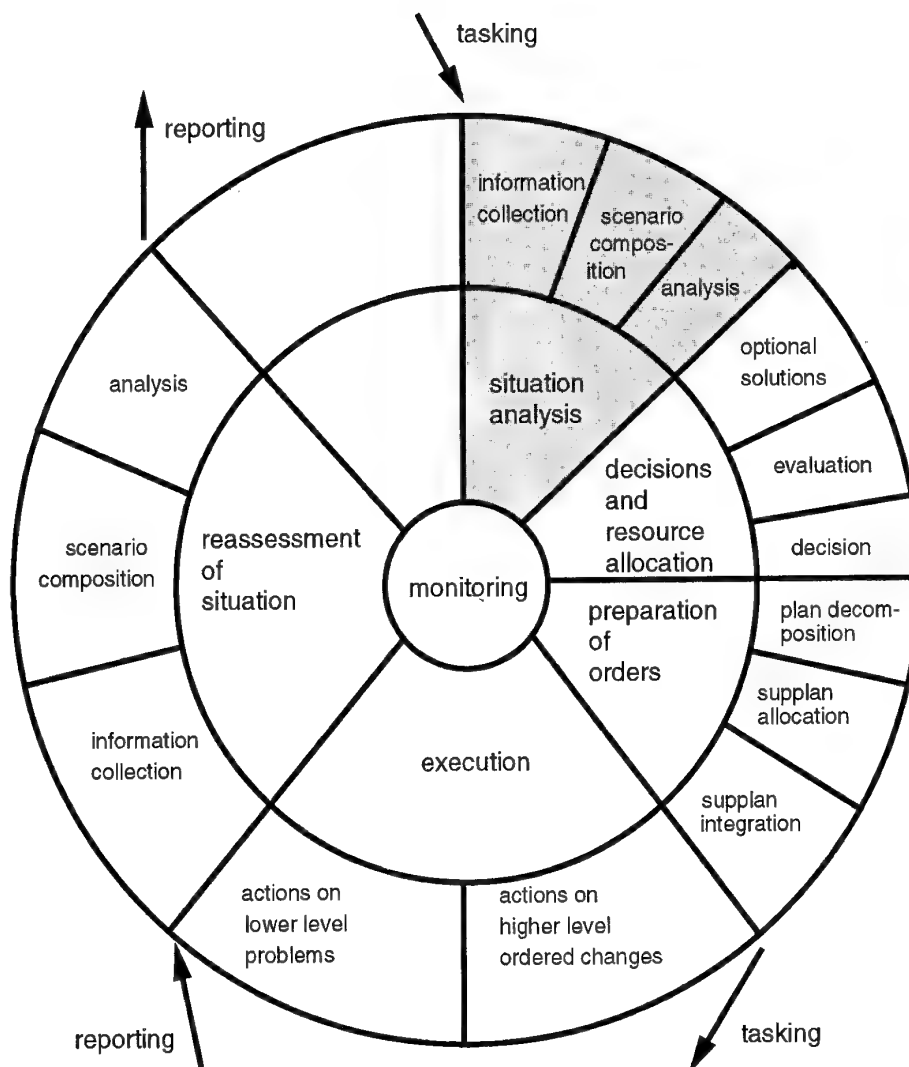 tasking
reporting
information
collection
scenario
compos-
ition
analysis
situation
analysis
optional
solutions
evaluation
decision
decisions
and
resource
allocation
monitoring
preparation
of
orders
plan decom-
position
supplan
allocation
supplan
integration
execution
actions on
higher level
ordered changes
actions on
lower level
problems
reassessment
of
situation
information
collection
scenario
composition
analysis
reporting
tasking